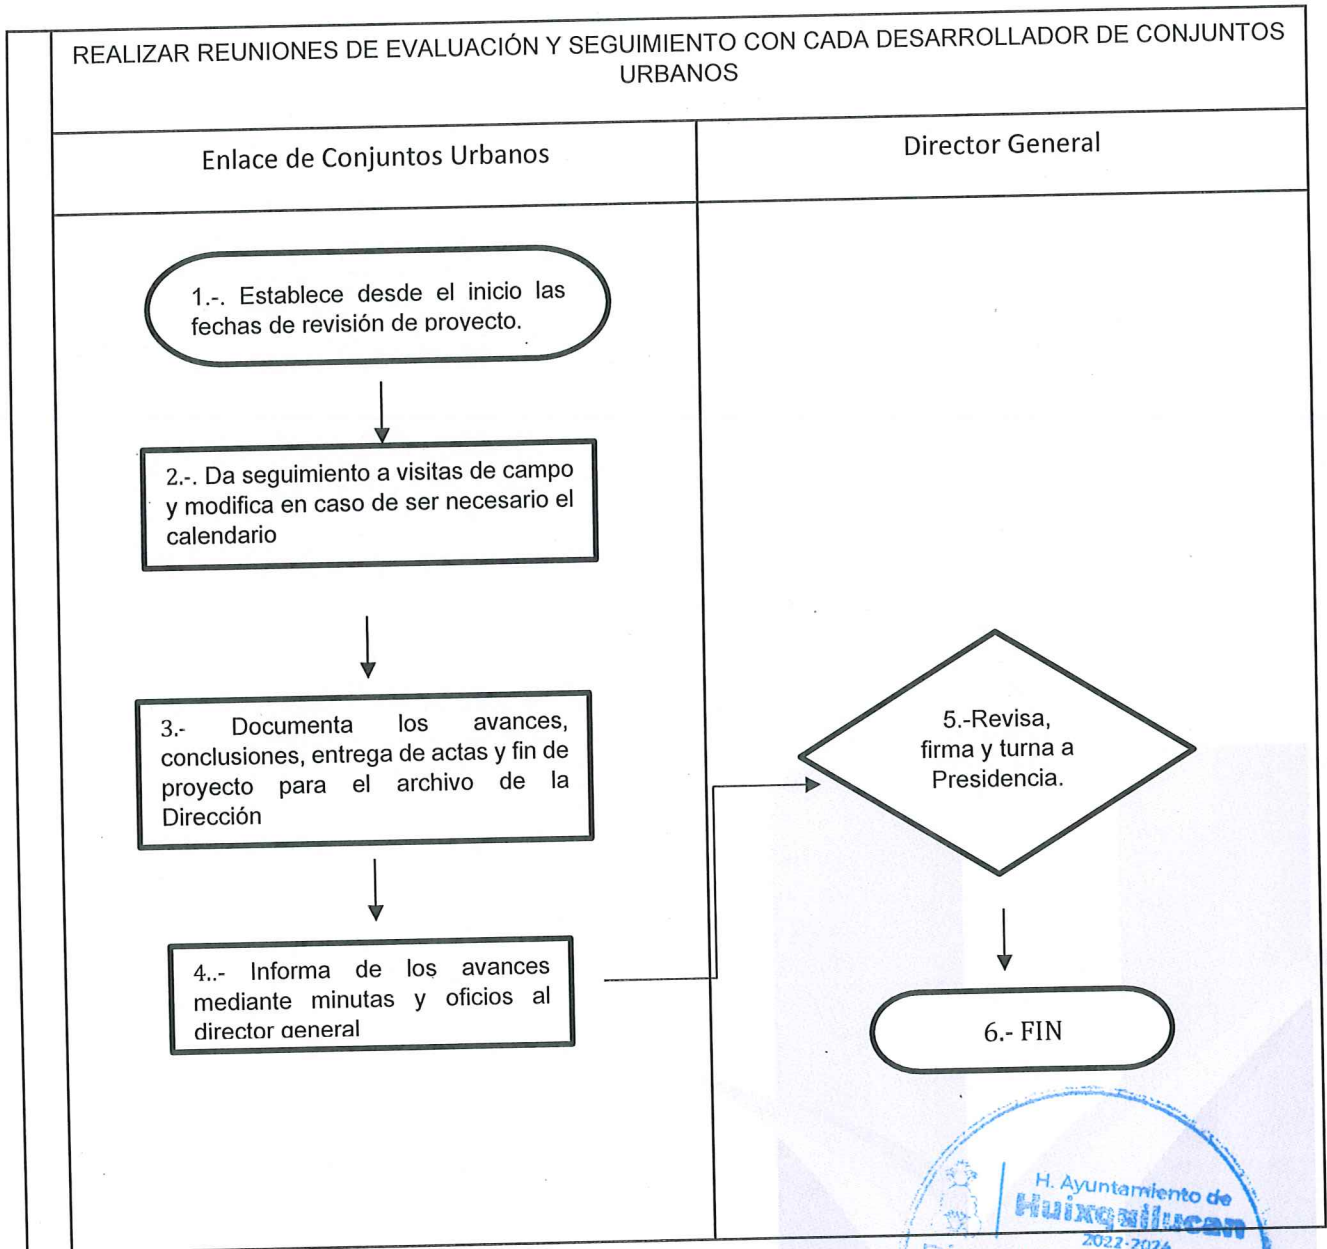 REALIZAR REUNIONES DE EVALUACIÓN Y SEGUIMIENTO CON CADA DESARROLLADOR DE CONJUNTOS
URBANOS
Enlace de Conjuntos Urbanos
Director General
1.-. Establece desde el inicio las
fechas de revisión de proyecto.
2.-. Da seguimiento a visitas de campo
y modifica en caso de ser necesario el
calendario
3.- Documenta los avances,
conclusiones, entrega de actas y fin de
proyecto para el archivo de la
Dirección
4..- Informa de los avances
mediante minutas y oficios al
director general
5.-Revisa,
firma y turna a
Presidencia.
6.- FIN
H. Ayuntamiento de
Huixquilucan
2022-2024